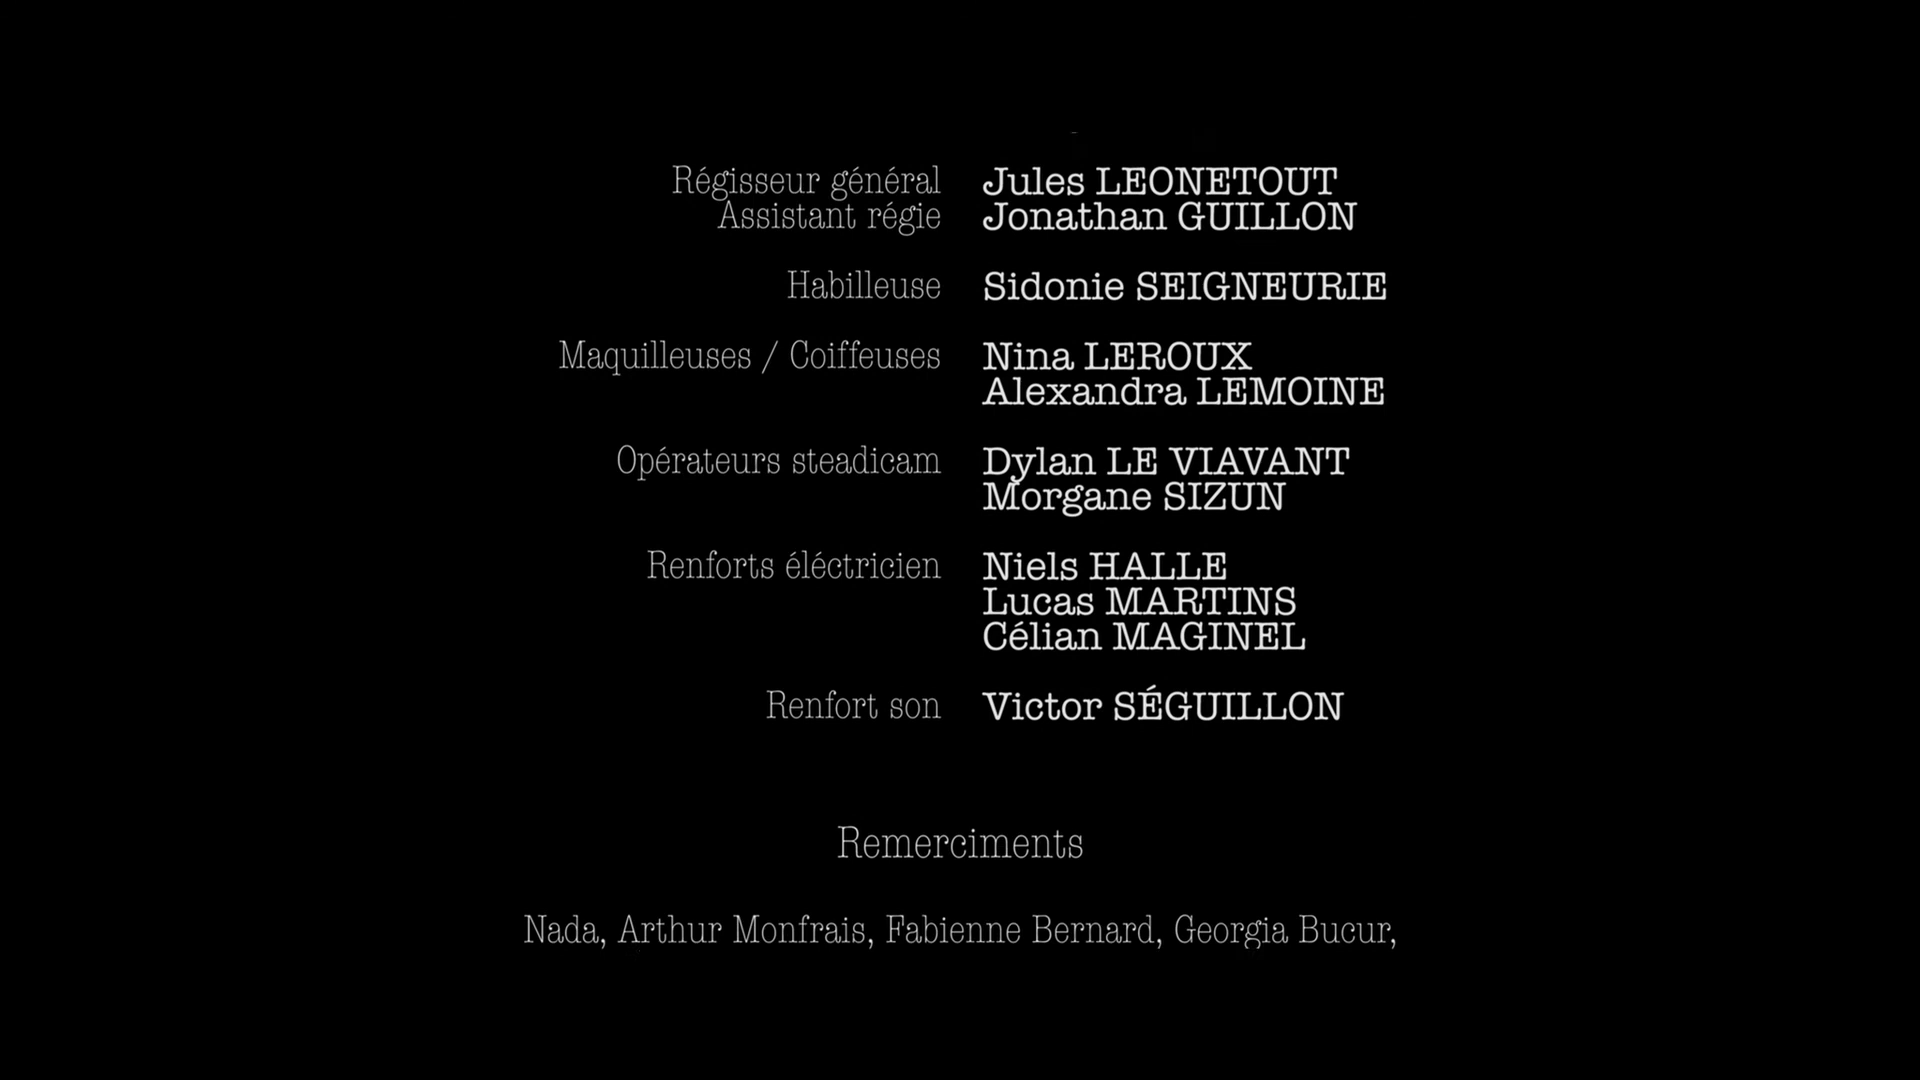 Régisseur général Jules LEONETOUT
Assistant régie Jonathan GUILLON
Habilleuse Sidonie SEIGNEURIE
Maquilleuses / Coiffeuses Nina LEROUX
Alexandra LEMOINE
Opérateurs steadicam Dylan LE VIAVANT
Morgane SIZUN
Renforts éléctricien Niels HALLE
Lucas MARTINS
Célian MAGINEL
Renfort son Victor SÉGUILLON
Remerciments
Nada, Arthur Monfrais, Fabienne Bernard, Georgia Bucur,